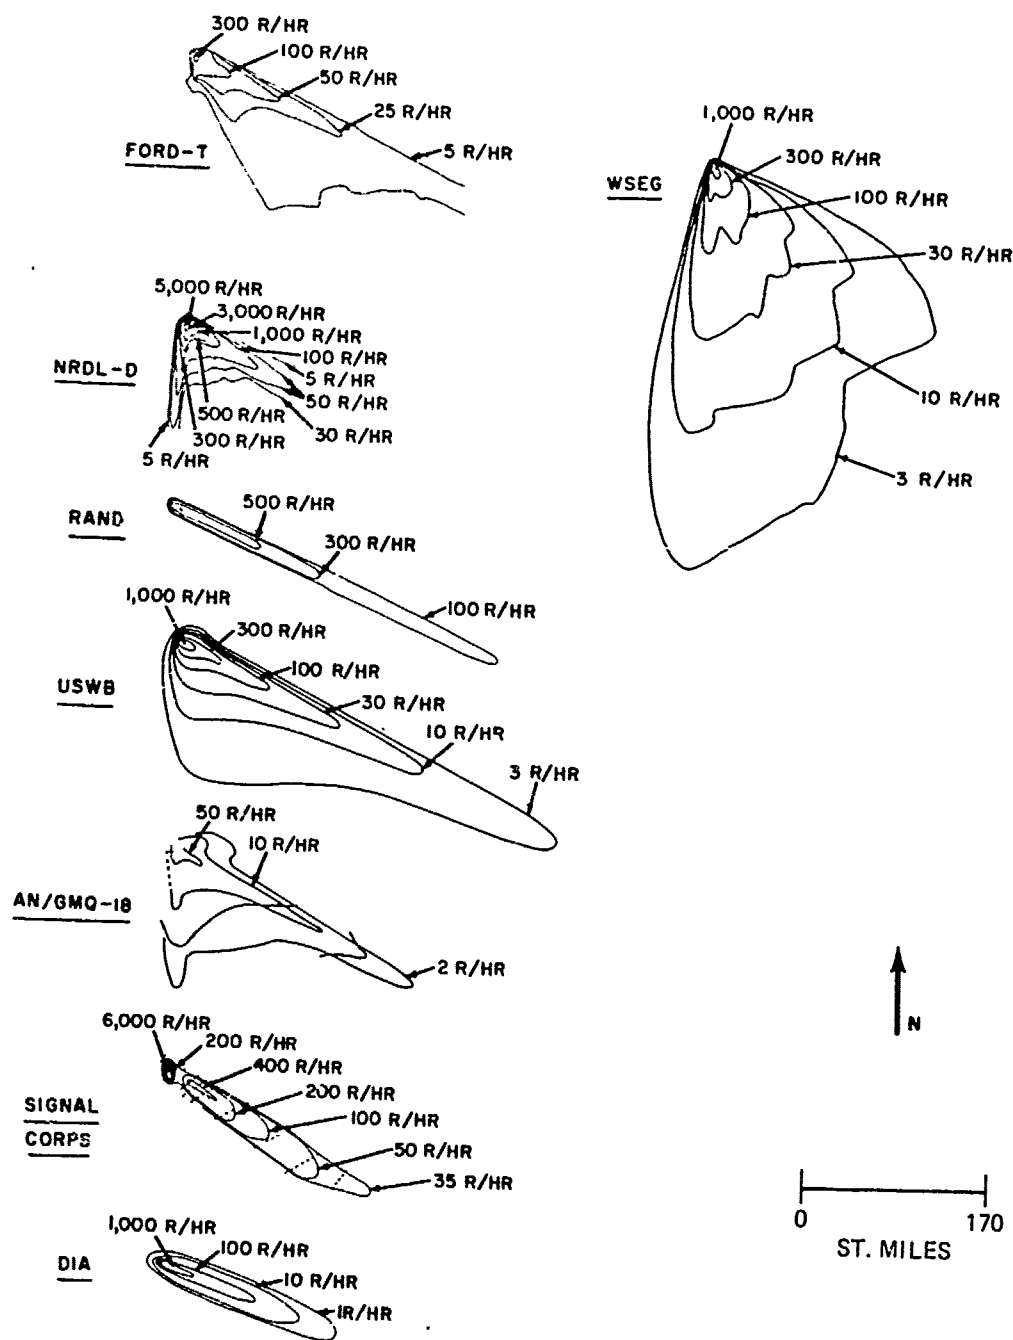 300 R/HR
100 R/HR
50 R/HR
25 R/HR
5 R/HR
FORD-T
1,000 R/HR
300 R/HR
100 R/HR
30 R/HR
10 R/HR
3 R/HR
WSEG
5,000 R/HR
3,000 R/HR
1,000 R/HR
100 R/HR
5 R/HR
50 R/HR
30 R/HR
500 R/HR
300 R/HR
5 R/HR
NRDL-D
RAND
500 R/HR
300 R/HR
100 R/HR
1,000 R/HR
300 R/HR
100 R/HR
30 R/HR
10 R/HR
3 R/HR
USWB
50 R/HR
10 R/HR
2 R/HR
AN/GMQ-18
N
6,000 R/HR
200 R/HR
400 R/HR
200 R/HR
100 R/HR
50 R/HR
35 R/HR
SIGNAL
CORPS
0 170
ST. MILES
1,000 R/HR
100 R/HR
10 R/HR
1R/HR
DIA